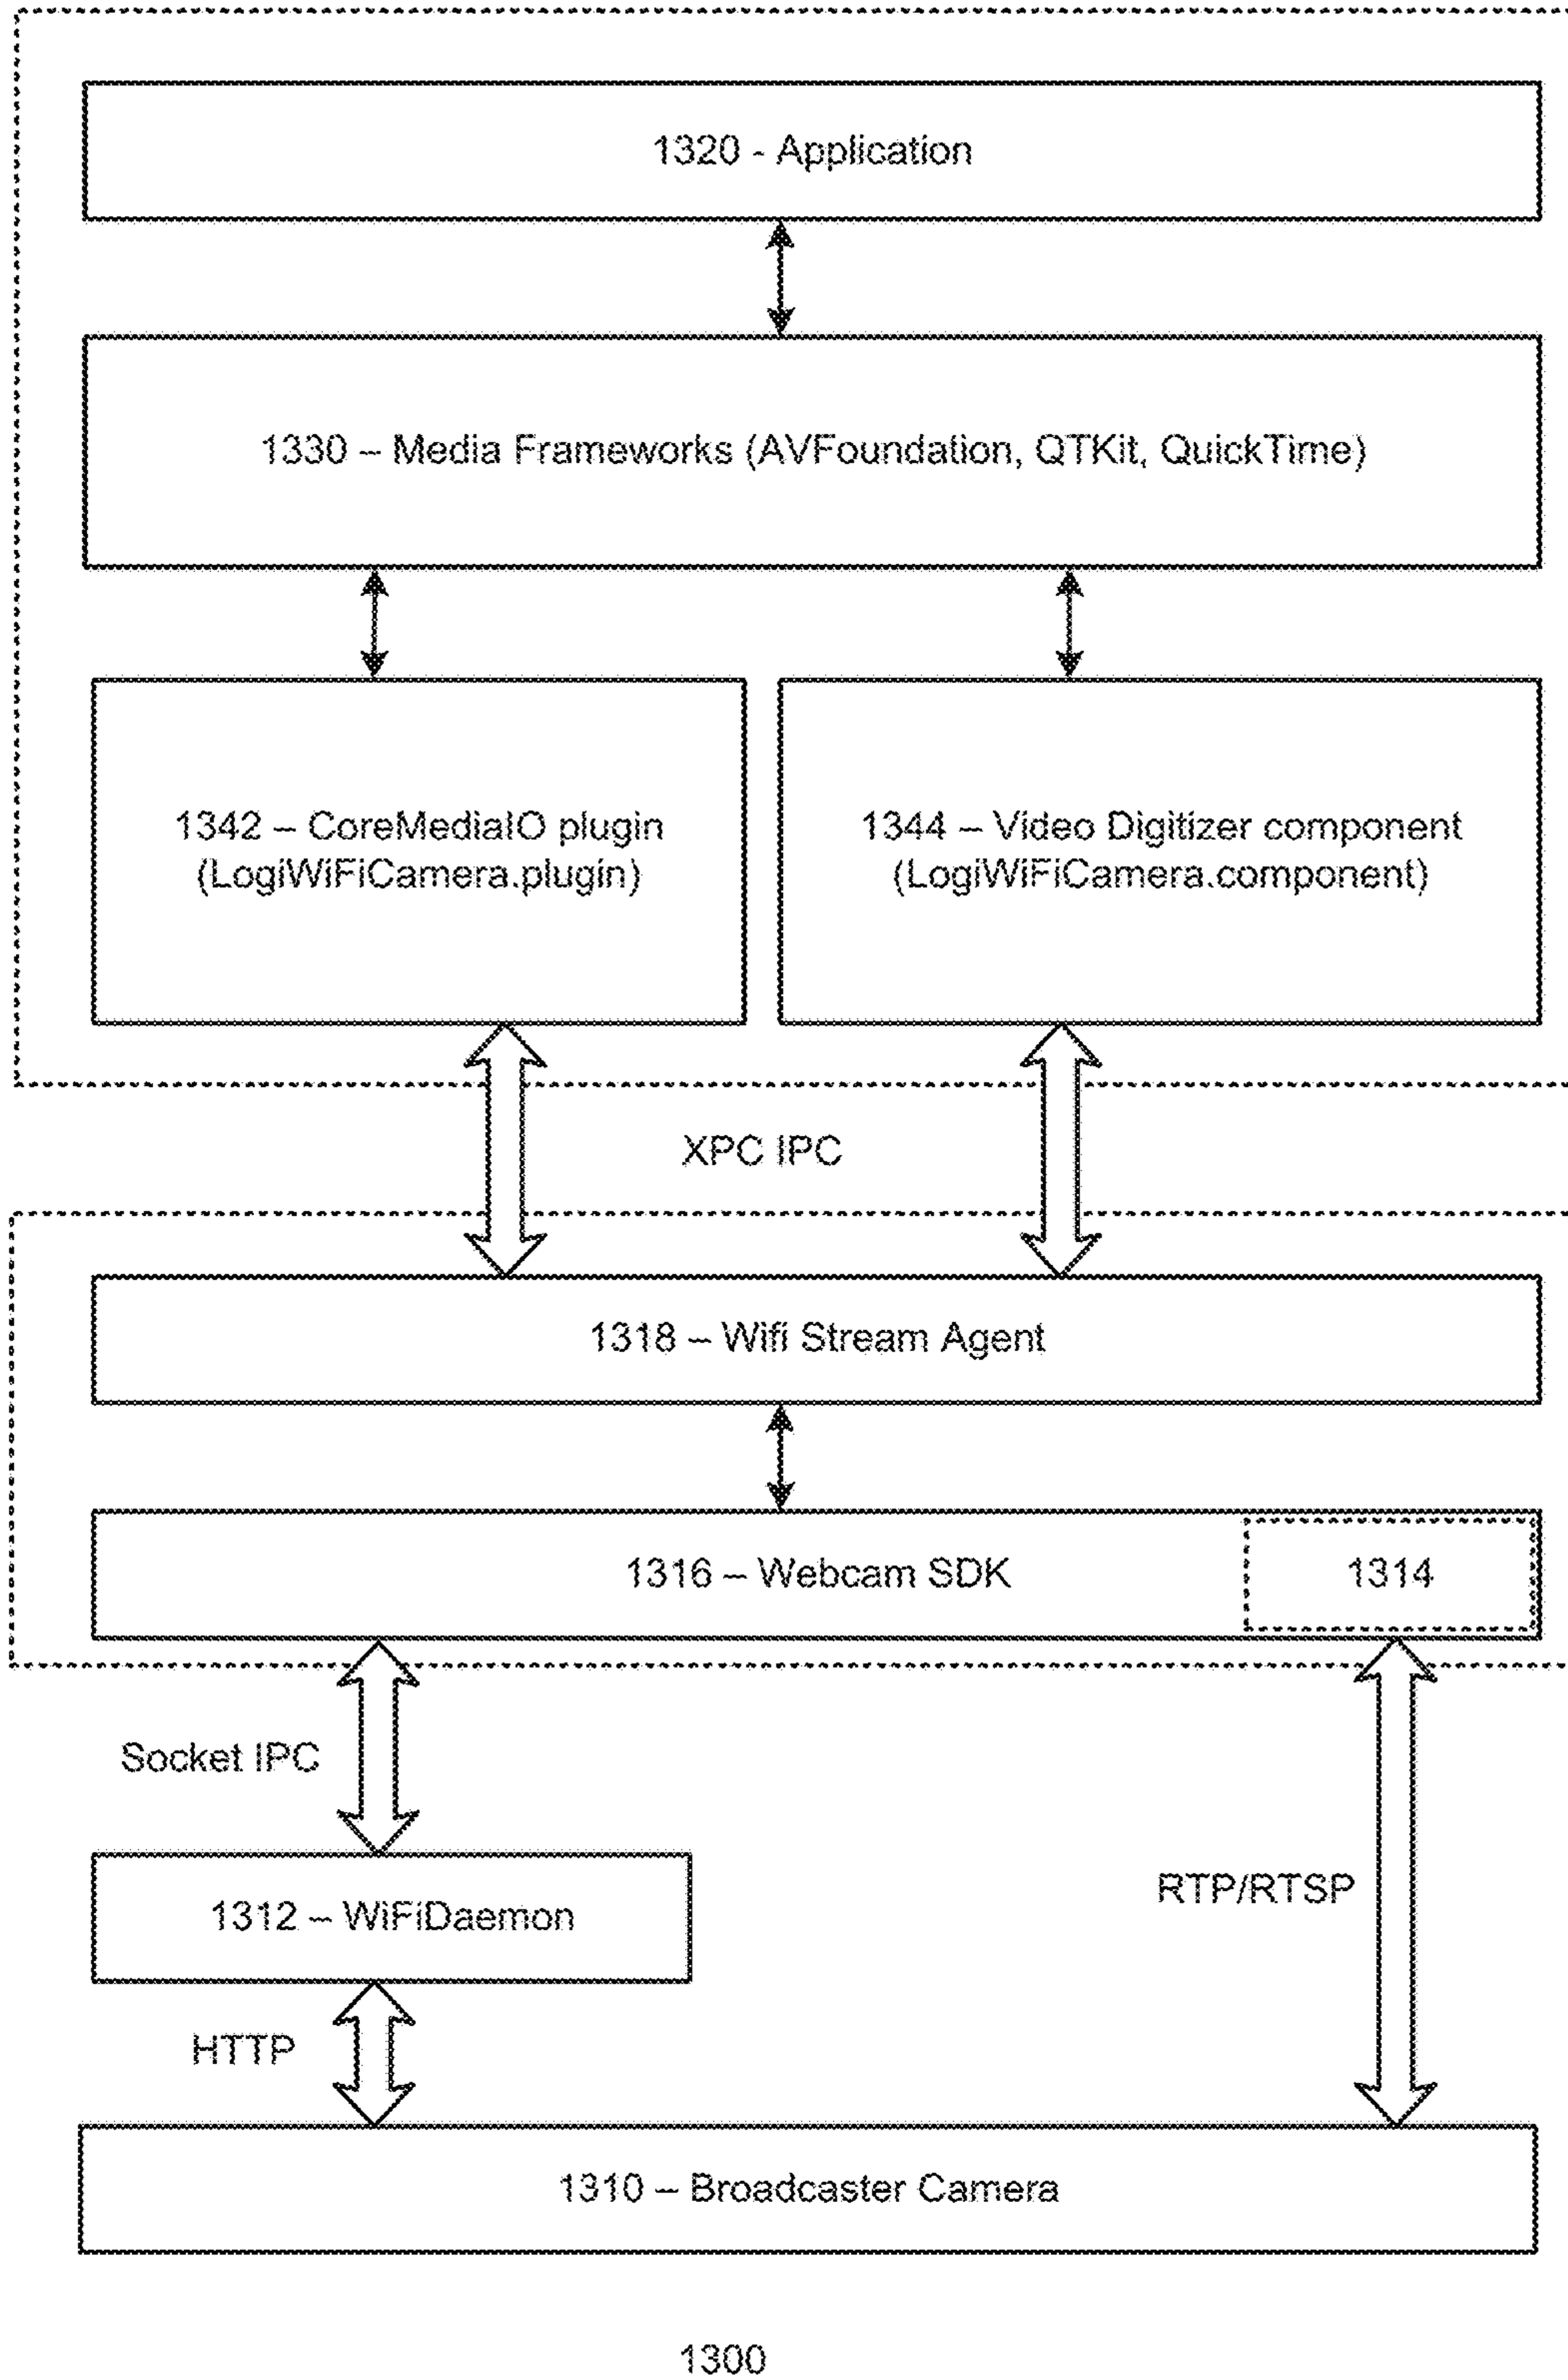 1320 - Application
1330 – Media Frameworks (AVFoundation, QTKit, QuickTime)
1342 – CoreMediaIO plugin
(LogiWiFiCamera.plugin)
1344 – Video Digitizer component
(LogiWiFiCamera.component)
XPC IPC
1318 – Wifi Stream Agent
1316 – Webcam SDK
1314
Socket IPC
1312 – WiFiDaemon
RTP/RTSP
HTTP
1310 – Broadcaster Camera
1300